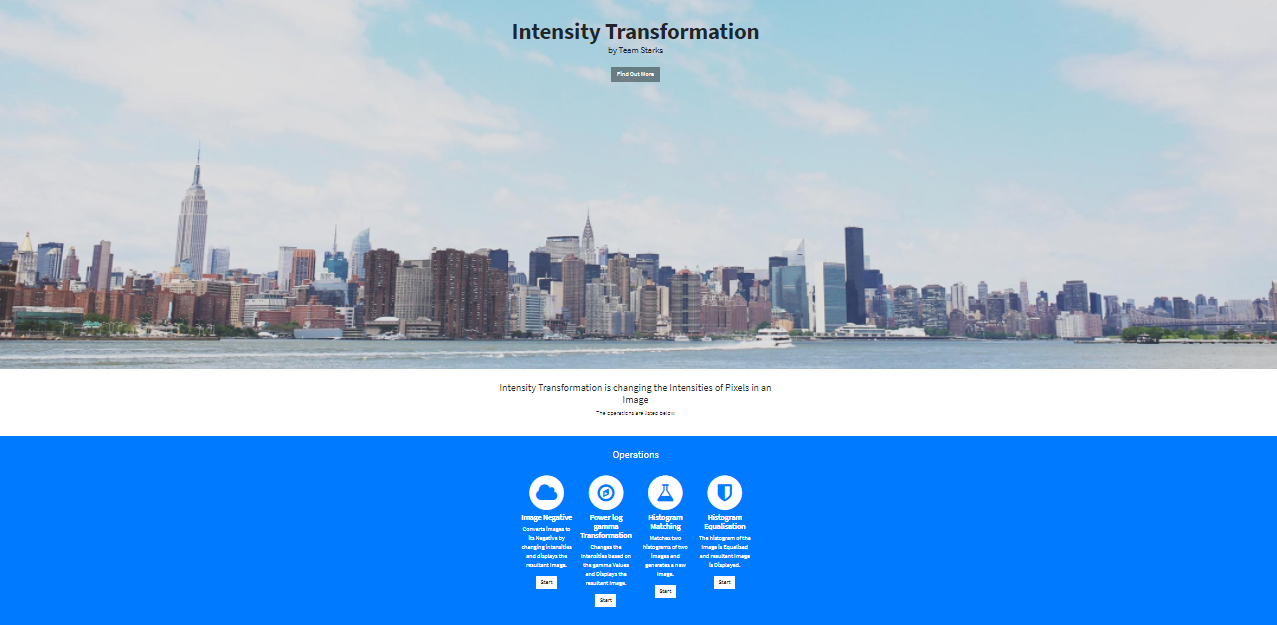 Intensity Transformation
by Team Starks
Find Out More
Intensity Transformation is changing the Intensities of Pixels in an
Image
The operations are listed below
Operations
Image Negative
Converts Images to
its Negative by
changing intensities
and displays the
resultant Image.
Start
Power log
gamma
Transformation
Changes the
Intensities based on
the gamma Values
and Displays the
resultant Image.
Start
Histogram
Matching
Matches two
histograms of two
images and
generates a new
Image.
Start
Histogram
Equalisation
The histogram of the
Image is Equalised
and resultant Image
is Displayed.
Start